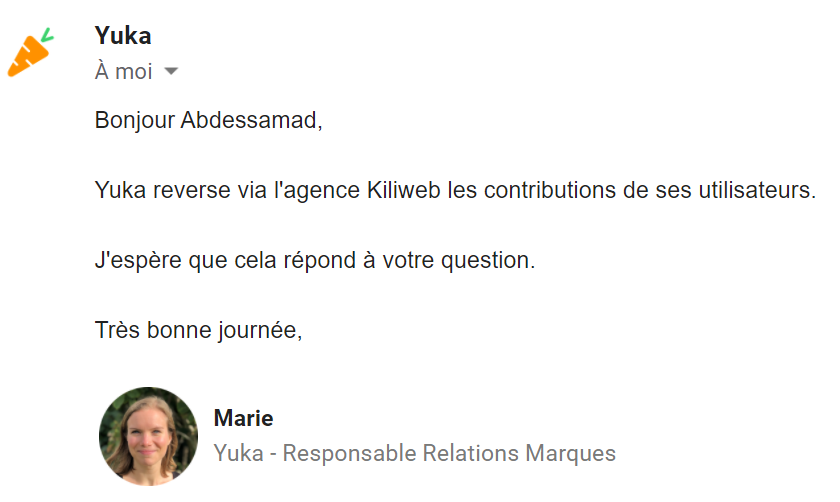 Yuka
À moi
Bonjour Abdessamad,
Yuka reverse via l'agence Kiliweb les contributions de ses utilisateurs.
J'espère que cela répond à votre question.
Très bonne journée,
Marie
Yuka - Responsable Relations Marques